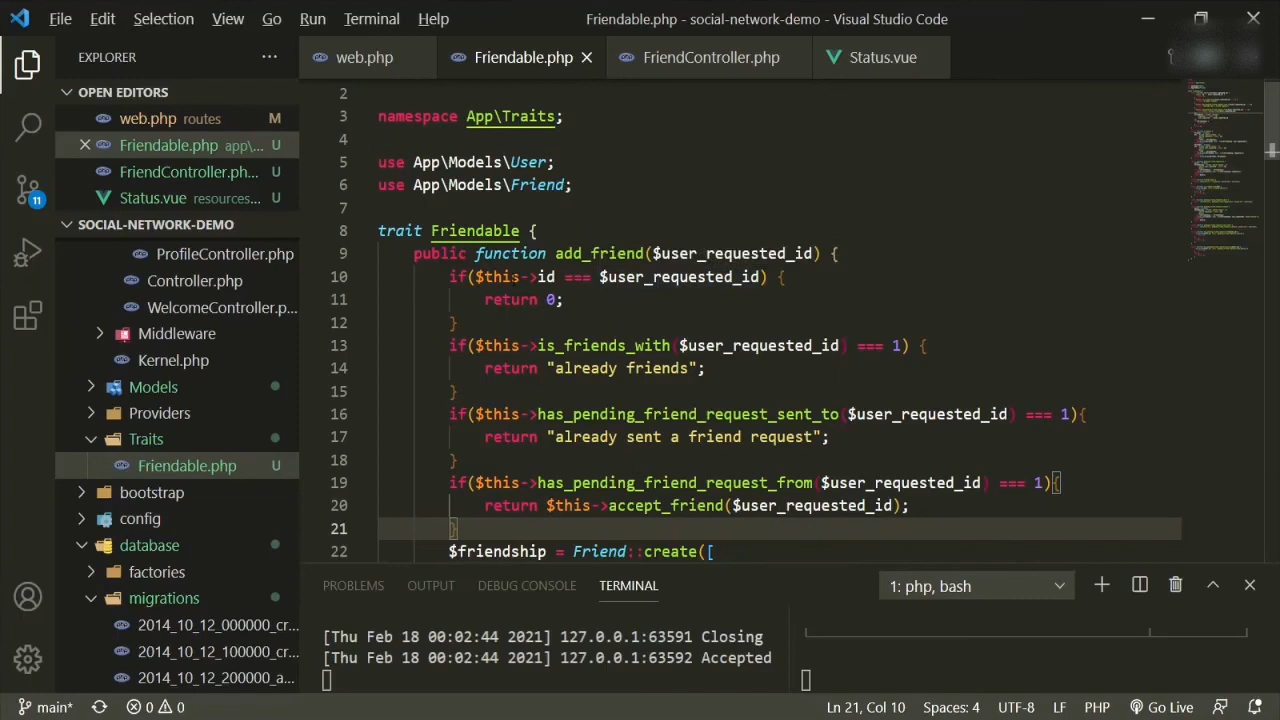 File Edit Selection View Go Run Terminal Help Friendable.php - social-network-demo - Visual Studio Code
EXPLORER ...
web.php Friendable.php FriendController.php Status.vue
OPEN EDITORS
web.php routes M
Friendable.php app\... U
FriendController.ph... U
Status.vue resources... U
11
SOCIAL-NETWORK-DEMO
ProfileController.php
Controller.php
WelcomeController.p...
Middleware
Kernel.php
Models
Providers
Traits
Friendable.php U
bootstrap
config
database
factories
migrations
2014_10_12_000000_cr...
2014_10_12_100000_cr...
2014_10_12_200000_a...
2
3 namespace App\Traits;
4
5 use App\Models\User;
6 use App\Models\Friend;
7
8 trait Friendable {
9 public function add_friend($user_requested_id) {
10 if($this->id === $user_requested_id) {
11 return 0;
12 }
13 if($this->is_friends_with($user_requested_id) === 1) {
14 return "already friends";
15 }
16 if($this->has_pending_friend_request_sent_to($user_requested_id) === 1){
17 return "already sent a friend request";
18 }
19 if($this->has_pending_friend_request_from($user_requested_id) === 1){
20 return $this->accept_friend($user_requested_id);
21 }
22 $friendship = Friend::create([
PROBLEMS OUTPUT DEBUG CONSOLE TERMINAL 1: php, bash
[Thu Feb 18 00:02:44 2021] 127.0.0.1:63591 Closing
[Thu Feb 18 00:02:44 2021] 127.0.0.1:63592 Accepted
main* 0 0 Ln 21, Col 10 Spaces: 4 UTF-8 LF PHP Go Live